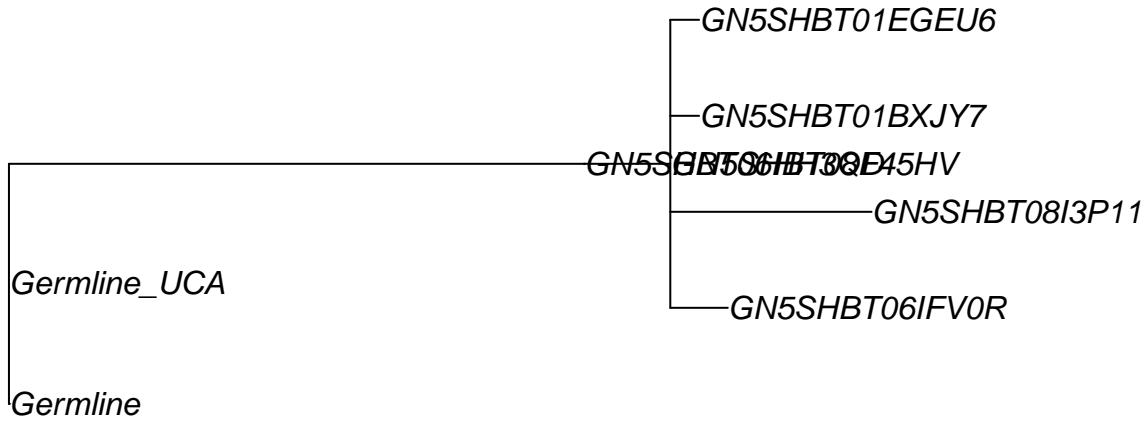 GN5SHBT01EGEU6
GN5SHBT01BXJY7
GN5SHBT08I3P11
Germline_UCA
GN5SHBT06IFV0R
Germline